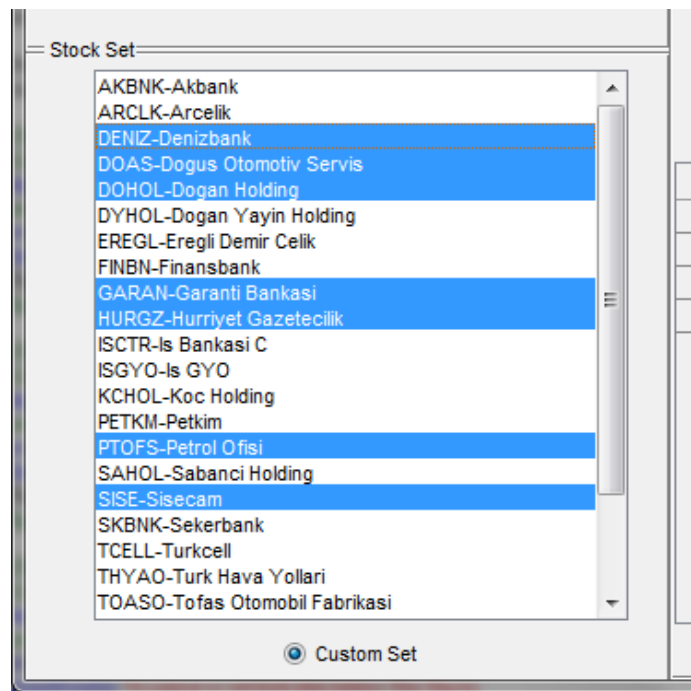 Stock Set
AKBNK-Akbank
ARCLK-Arcelik
DENIZ-Denizbank
DOAS-Dogus Otomotiv Servis
DOHOL-Dogan Holding
DYHOL-Dogan Yayin Holding
EREGL-Eregli Demir Celik
FINBN-Finansbank
GARAN-Garanti Bankasi
HURGZ-Hurriyet Gazetecilik
ISCTR-Is Bankasi C
ISGYO-Is GYO
KCHOL-Koc Holding
PETKM-Petkim
PTOFS-Petrol Ofisi
SAHOL-Sabanci Holding
SISE-Sisecam
SKBNK-Sekerbank
TCELL-Turkcell
THYAO-Turk Hava Yollari
TOASO-Tofas Otomobil Fabrikasi
Custom Set